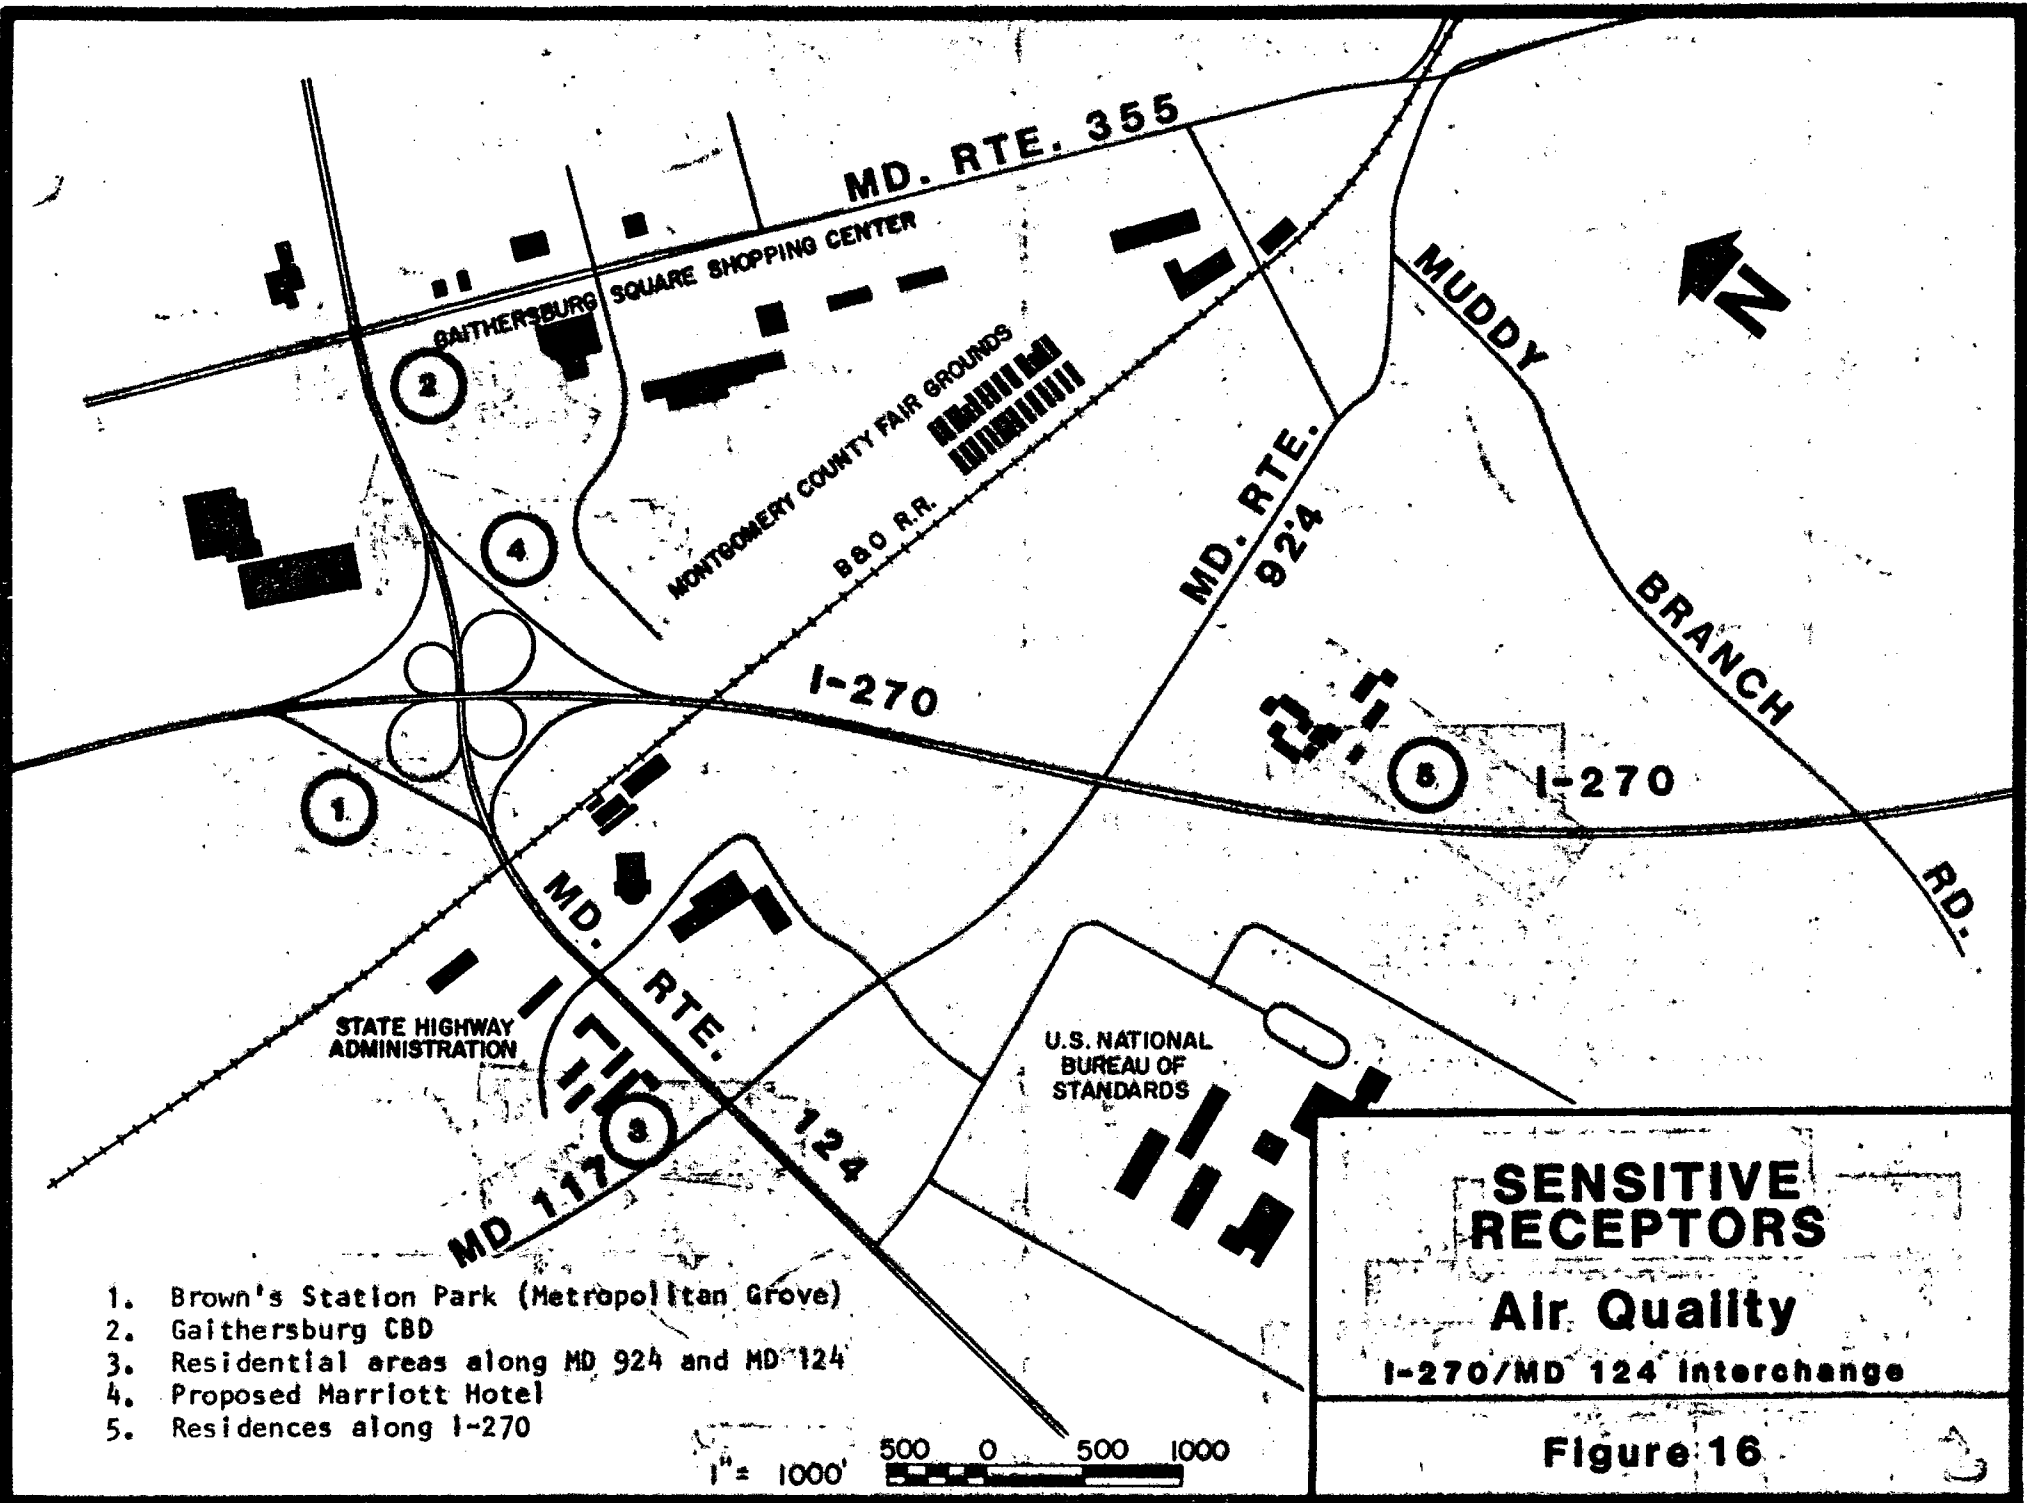 MD. RTE. 355
GAITHERSBURG SQUARE SHOPPING CENTER
2
MUDDY
N
MONTGOMERY COUNTY FAIR GROUNDS
B&O R.R.
MD. RTE.
924
4
BRANCH
I-270
5
I-270
1
RD.
MD. RTE. 124
STATE HIGHWAY
ADMINISTRATION
U.S. NATIONAL
BUREAU OF
STANDARDS
3
MD 117
1. Brown's Station Park (Metropolitan Grove)
2. Gaithersburg CBD
3. Residential areas along MD 924 and MD 124
4. Proposed Marriott Hotel
5. Residences along I-270
1"= 1000'
500 0 500 1000
SENSITIVE
RECEPTORS
Air Quality
I-270/MD 124 Interchange
Figure 16